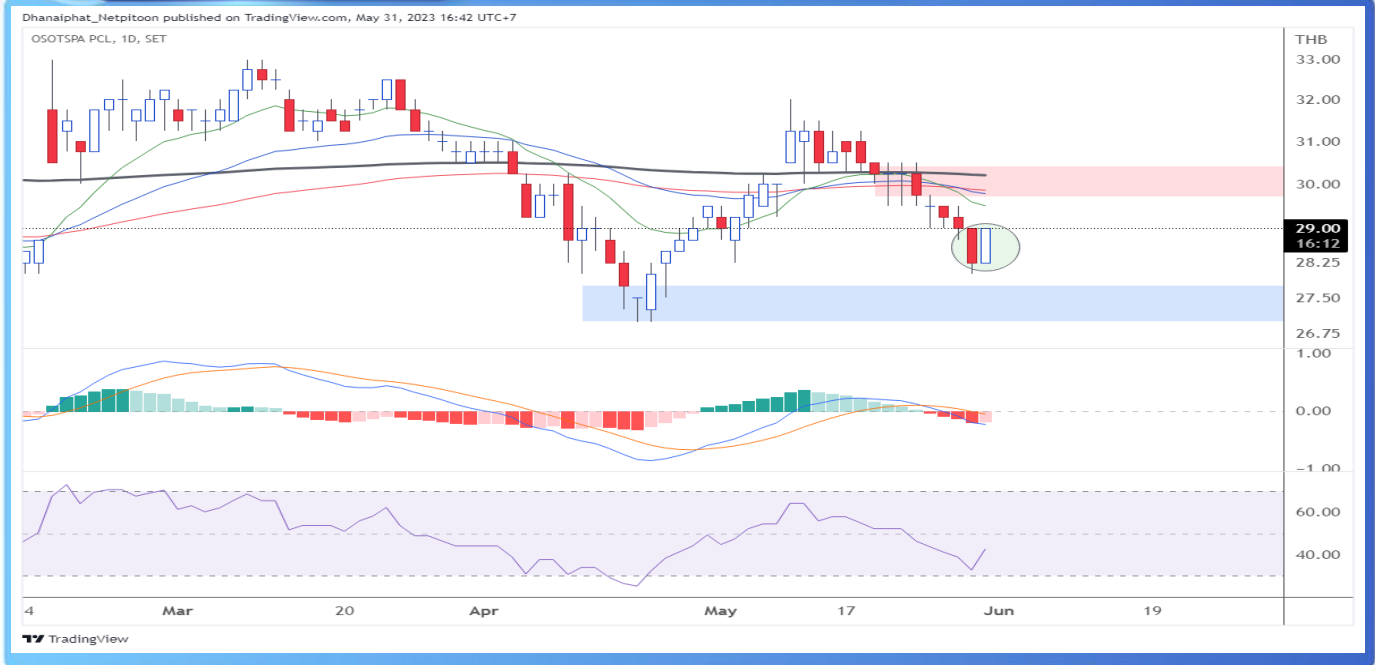 Dhanaiphat_Netpitoon published on TradingView.com, May 31, 2023 16:42 UTC+7
OSOTSPA PCL, 1D, SET
THB
33.00
32.00
31.00
30.00
29.00
16:12
28.25
27.50
26.75
1.00
0.00
−1.00
60.00
40.00
4 Mar 20 Apr May 17 Jun 19
TradingView